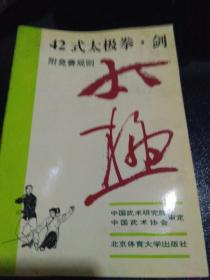 42式太极拳·剑
附竞赛规则
太极
中国武术研究院
中国武术协会
审定
北京体育大学出版社